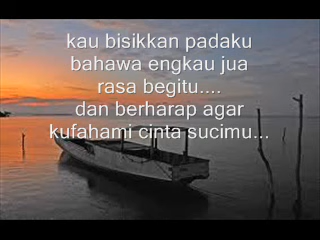 kau bisikkan padaku
bahawa engkau jua
rasa begitu....
dan berharap agar
kufahami cinta sucimu...